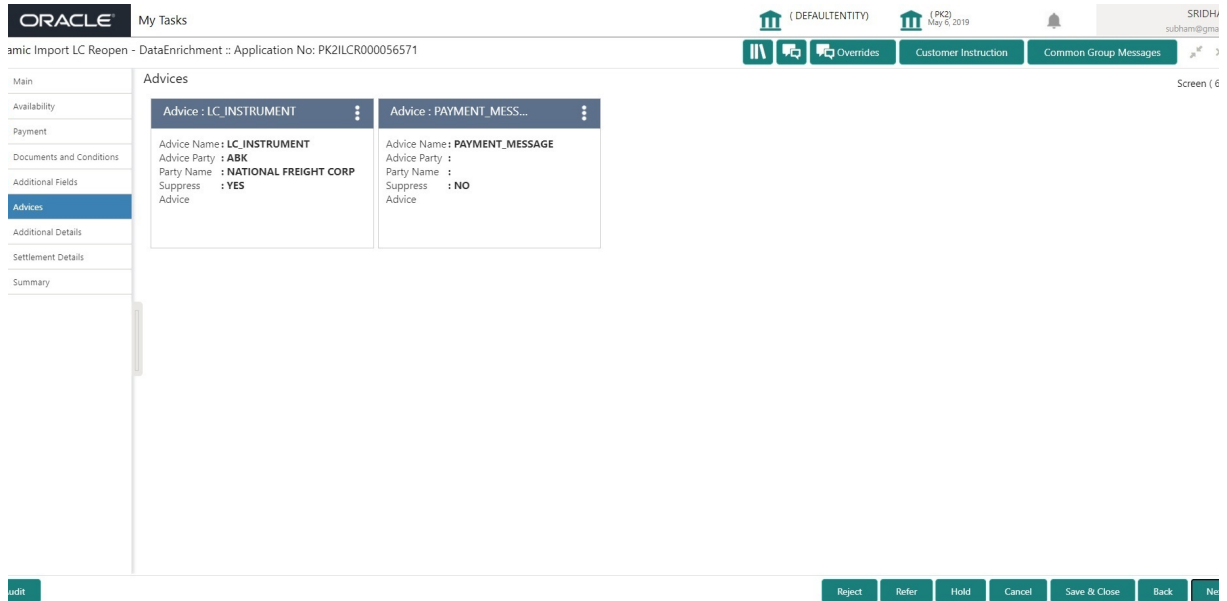 ORACLE
My Tasks
( DEFAULTENTITY)
( PK2)
May 6, 2019
SRIDHA
subham@gma
amic Import LC Reopen - DataEnrichment :: Application No: PK2ILCR000056571
Overrides
Customer Instruction
Common Group Messages
Main
Availability
Payment
Documents and Conditions
Additional Fields
Advices
Additional Details
Settlement Details
Summary
Advices
Screen ( 6
Advice : LC_INSTRUMENT
Advice Name : LC_INSTRUMENT
Advice Party : ABK
Party Name : NATIONAL FREIGHT CORP
Suppress : YES
Advice
Advice : PAYMENT_MESS...
Advice Name : PAYMENT_MESSAGE
Advice Party :
Party Name :
Suppress : NO
Advice
udit
Reject
Refer
Hold
Cancel
Save & Close
Back
Ne